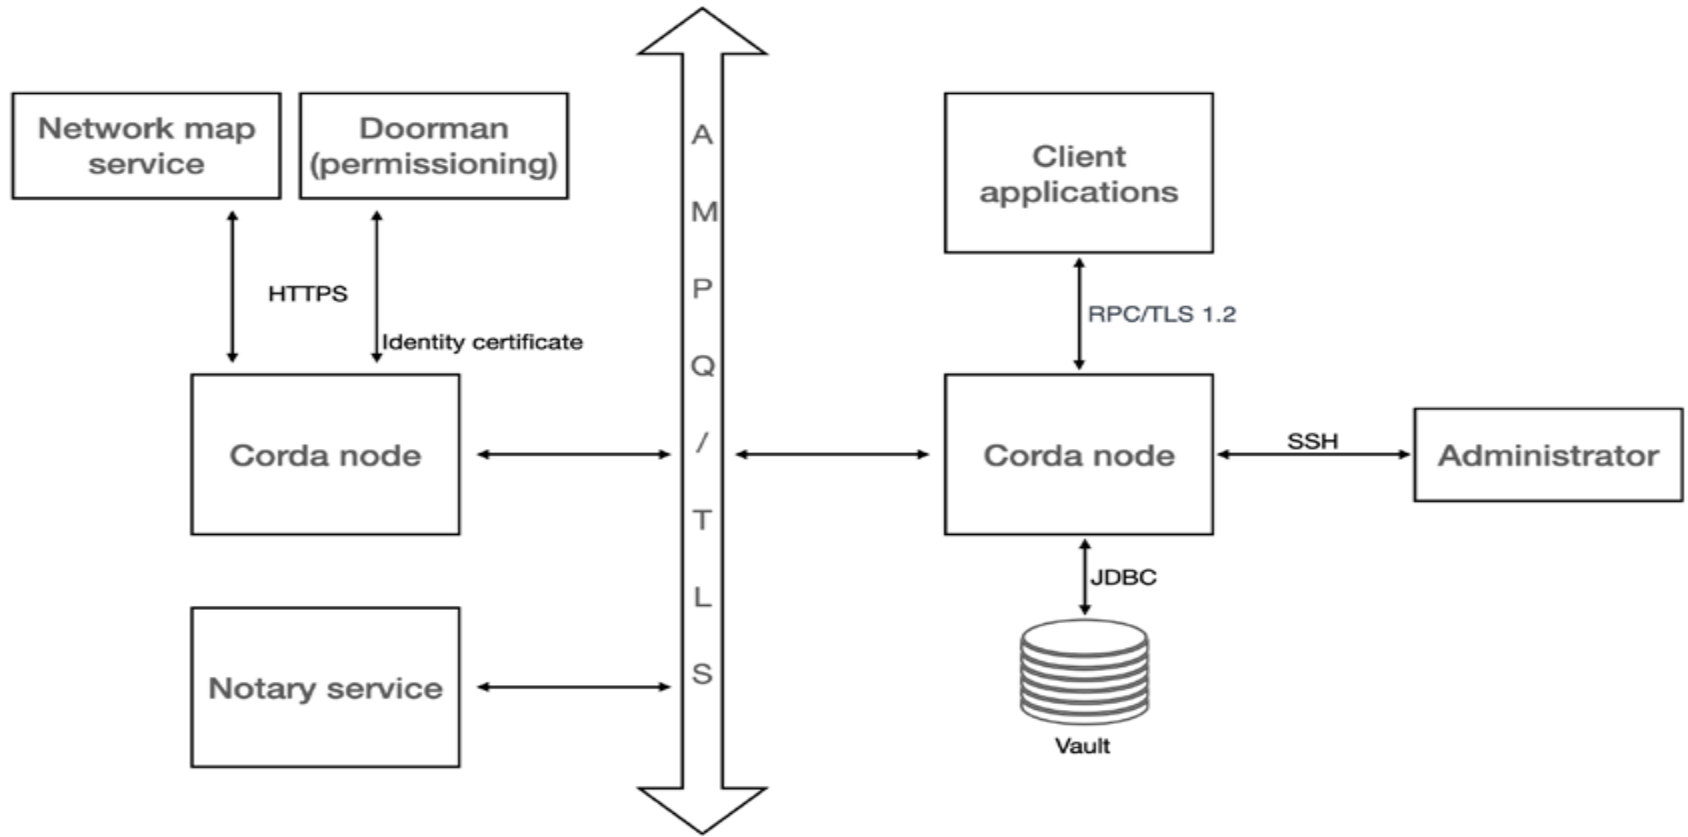 Network map
service
Doorman
(permissioning)
HTTPS
Identity certificate
Corda node
Notary service
A
M
P
Q
/
T
L
S
Client
applications
RPC/TLS 1.2
Corda node
SSH
Administrator
JDBC
Vault